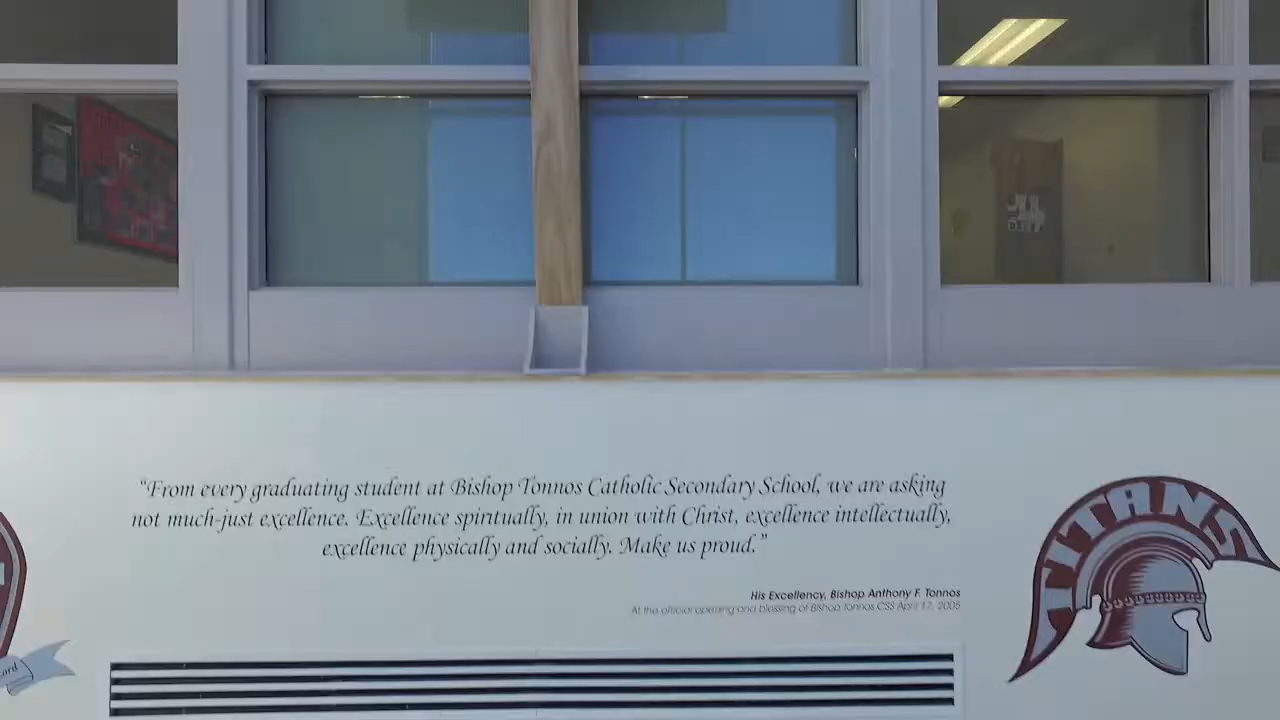 "From every graduating student at Bishop Tonnos Catholic Secondary School, we are asking
not much-just excellence. Excellence spirtually, in union with Christ, excellence intellectually,
excellence physically and socially. Make us proud."
His Excellency, Bishop Anthony F. Tonnos
At the official opening and blessing of Bishop Tonnos CSS April 17, 2005
TITANS